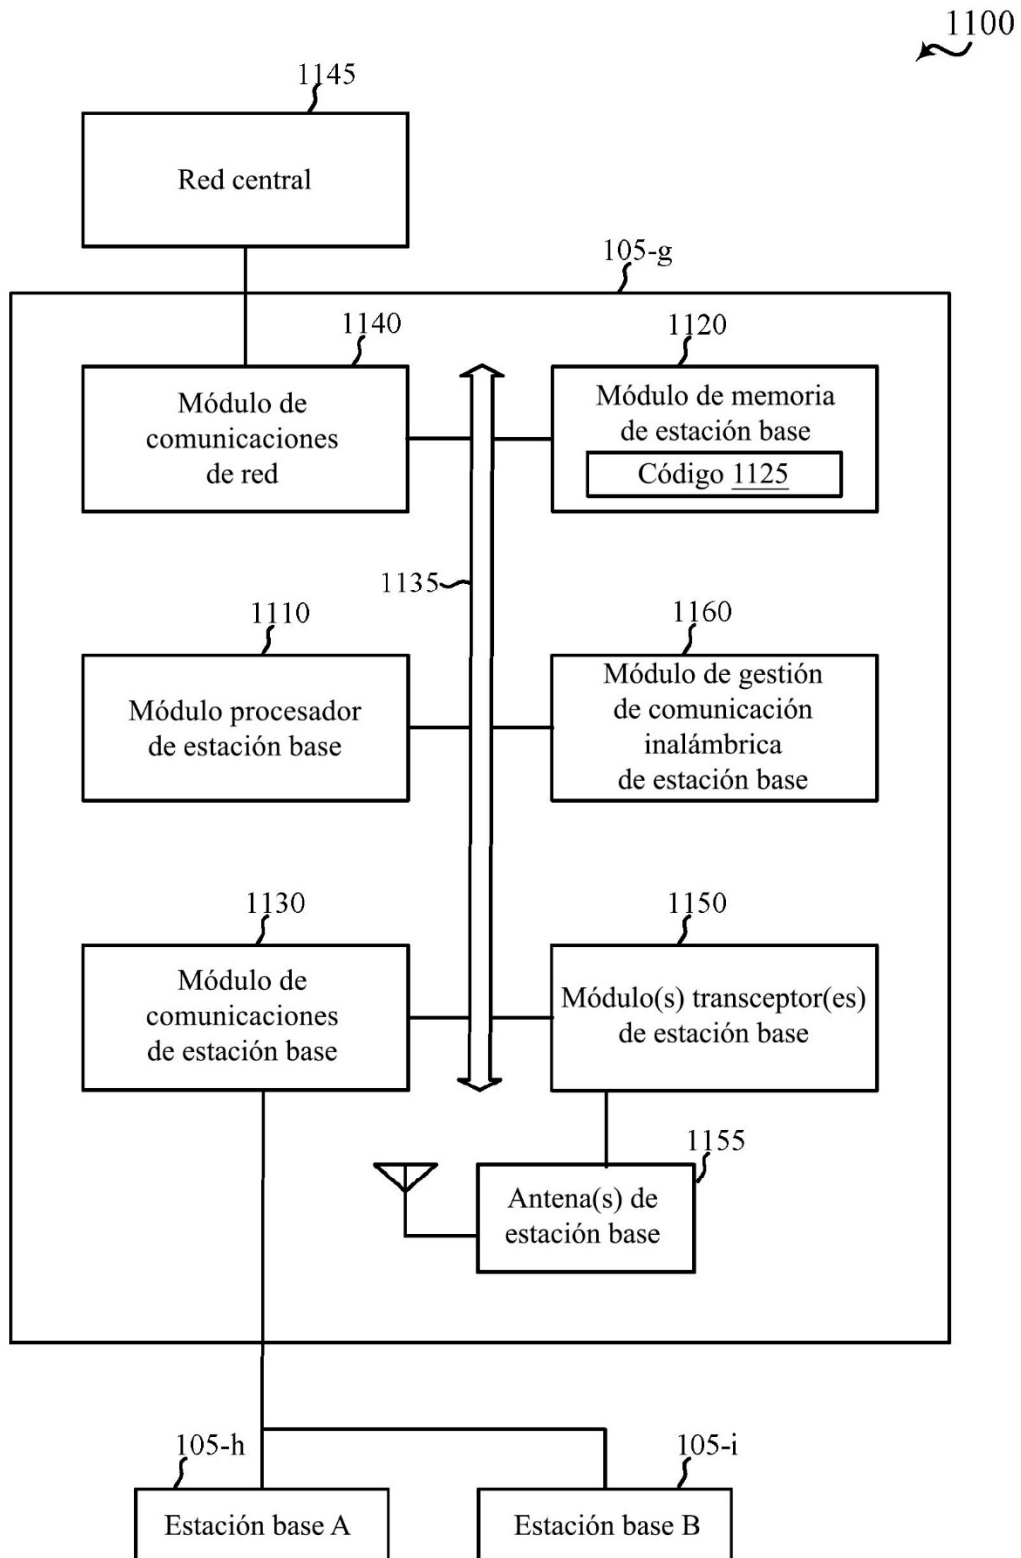 1100
1145
Red central
105-g
1140
Módulo de
comunicaciones
de red
1120
Módulo de memoria
de estación base
Código 1125
1135
1110
Módulo procesador
de estación base
1160
Módulo de gestión
de comunicación
inalámbrica
de estación base
1130
Módulo de
comunicaciones
de estación base
1150
Módulo(s) transceptor(es)
de estación base
1155
Antena(s) de
estación base
105-h
Estación base A
105-i
Estación base B